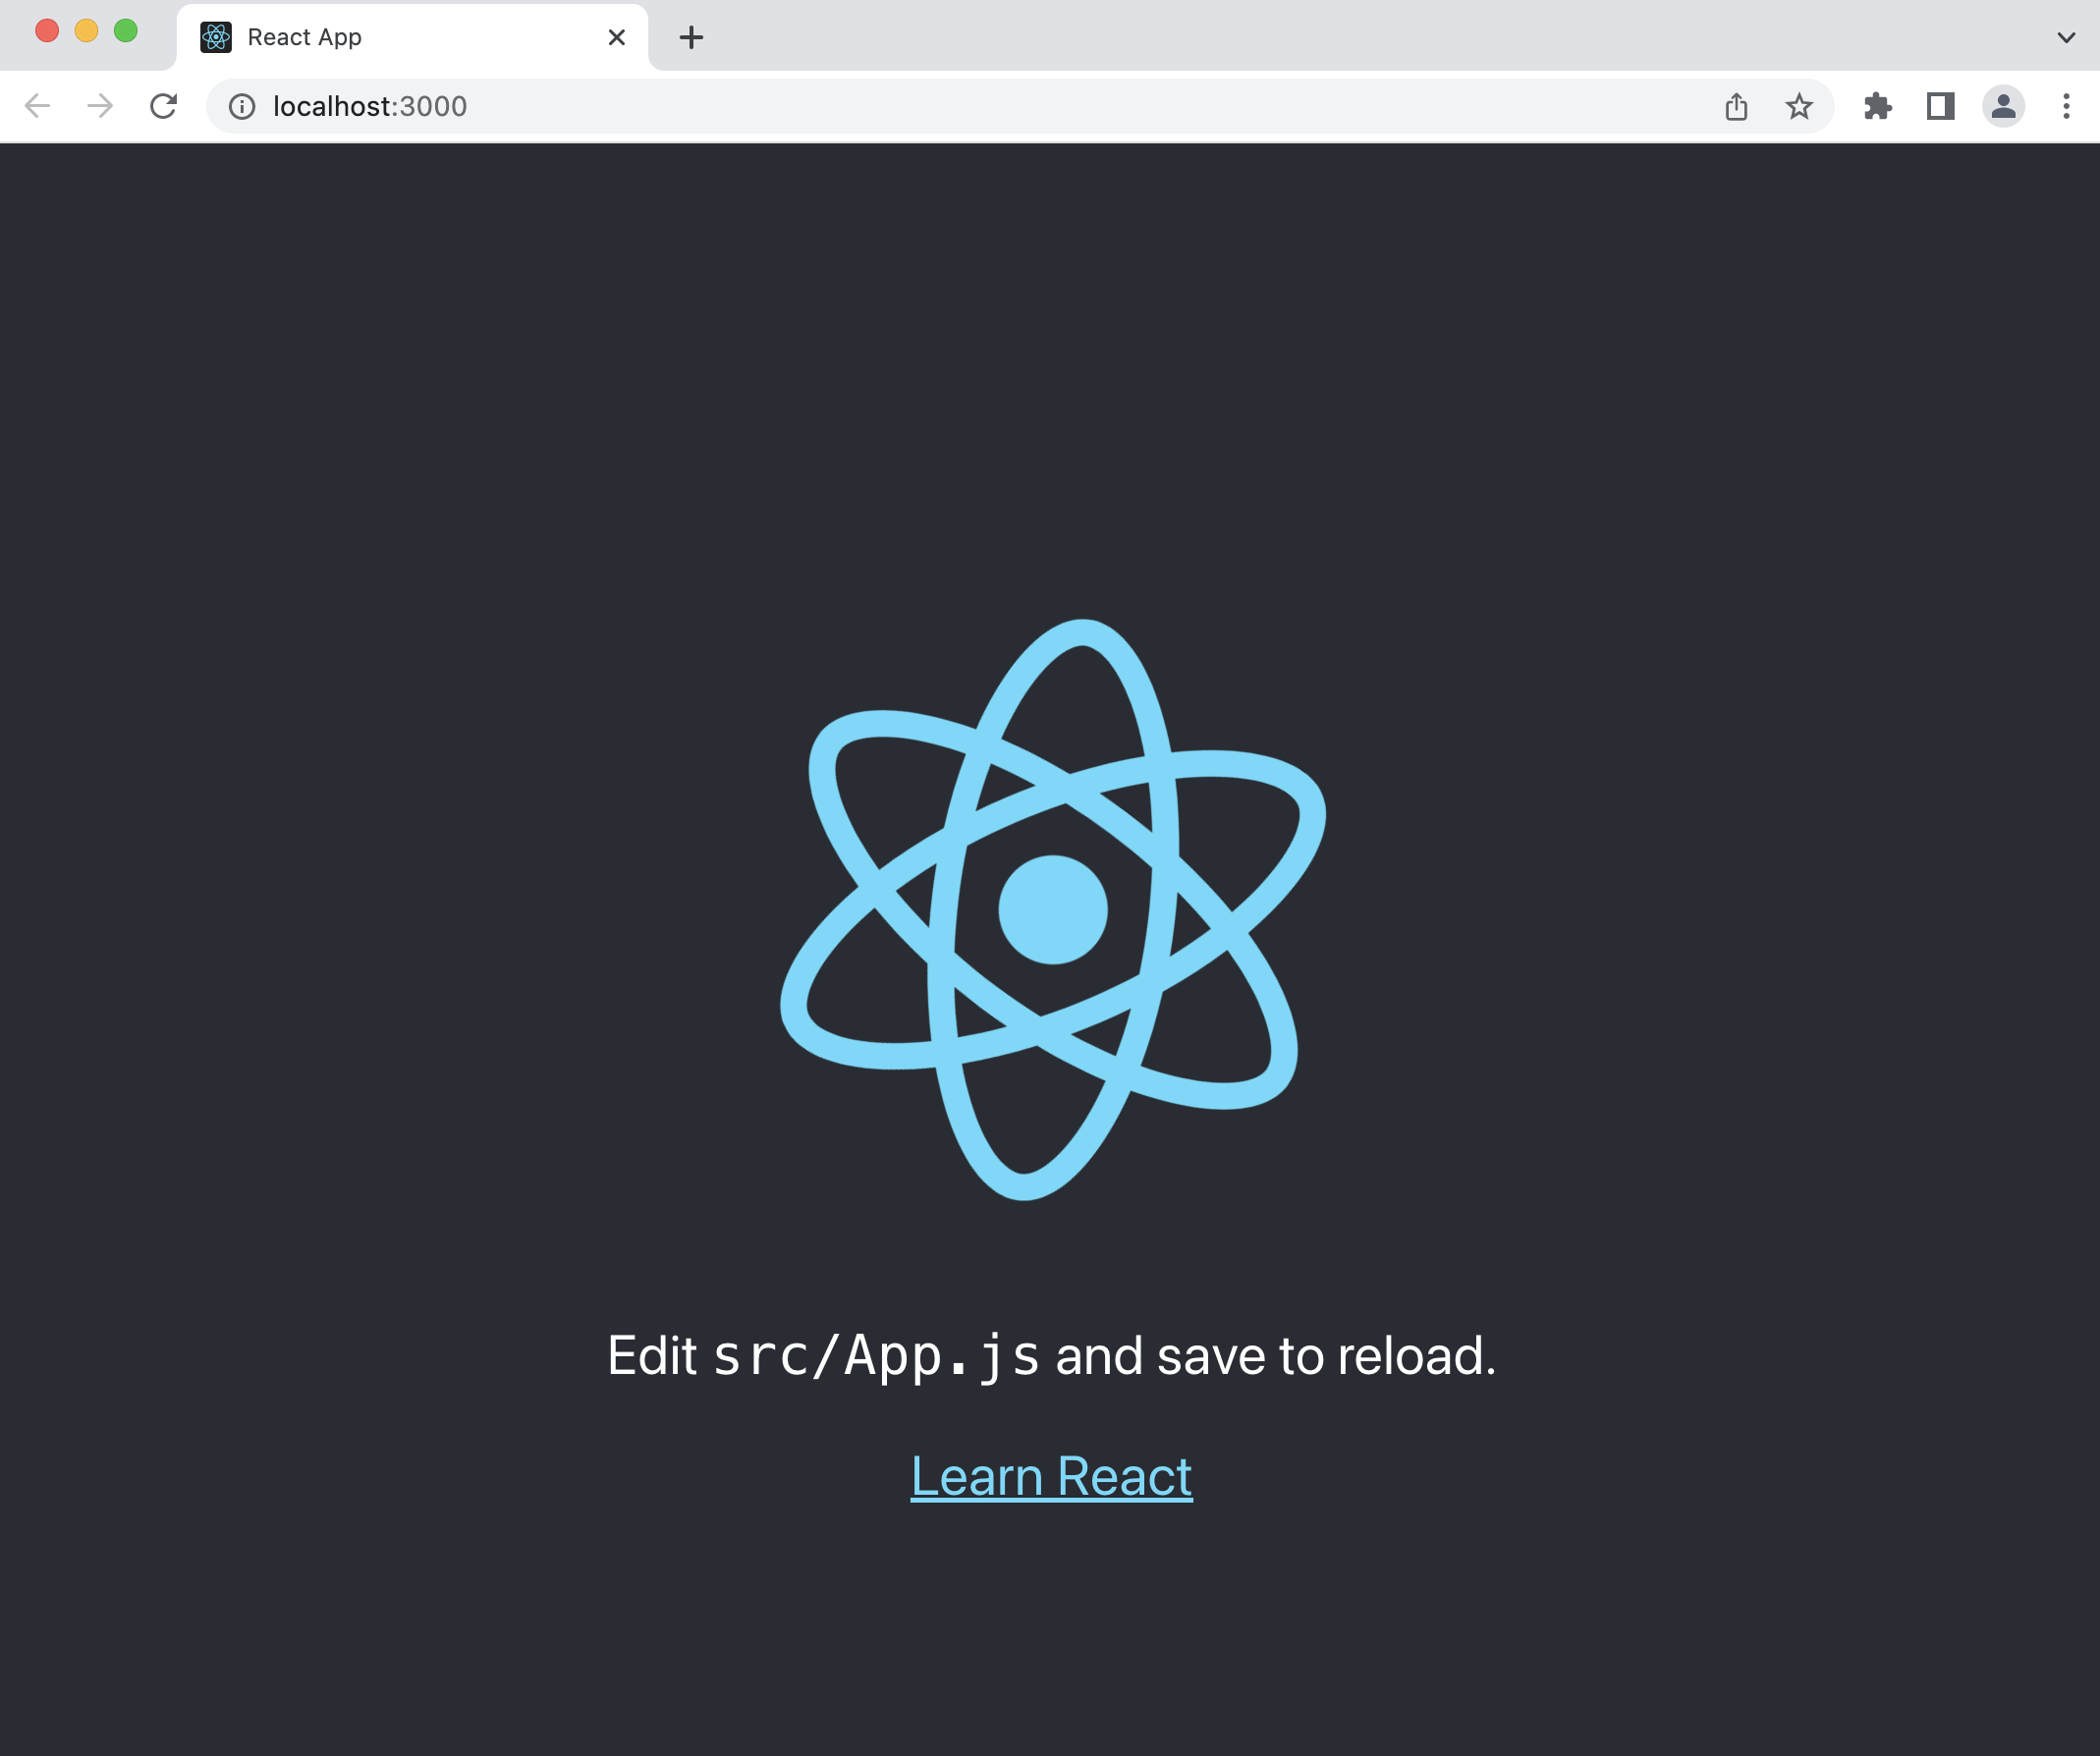 React App
localhost:3000
Edit src/App.js and save to reload.
Learn React